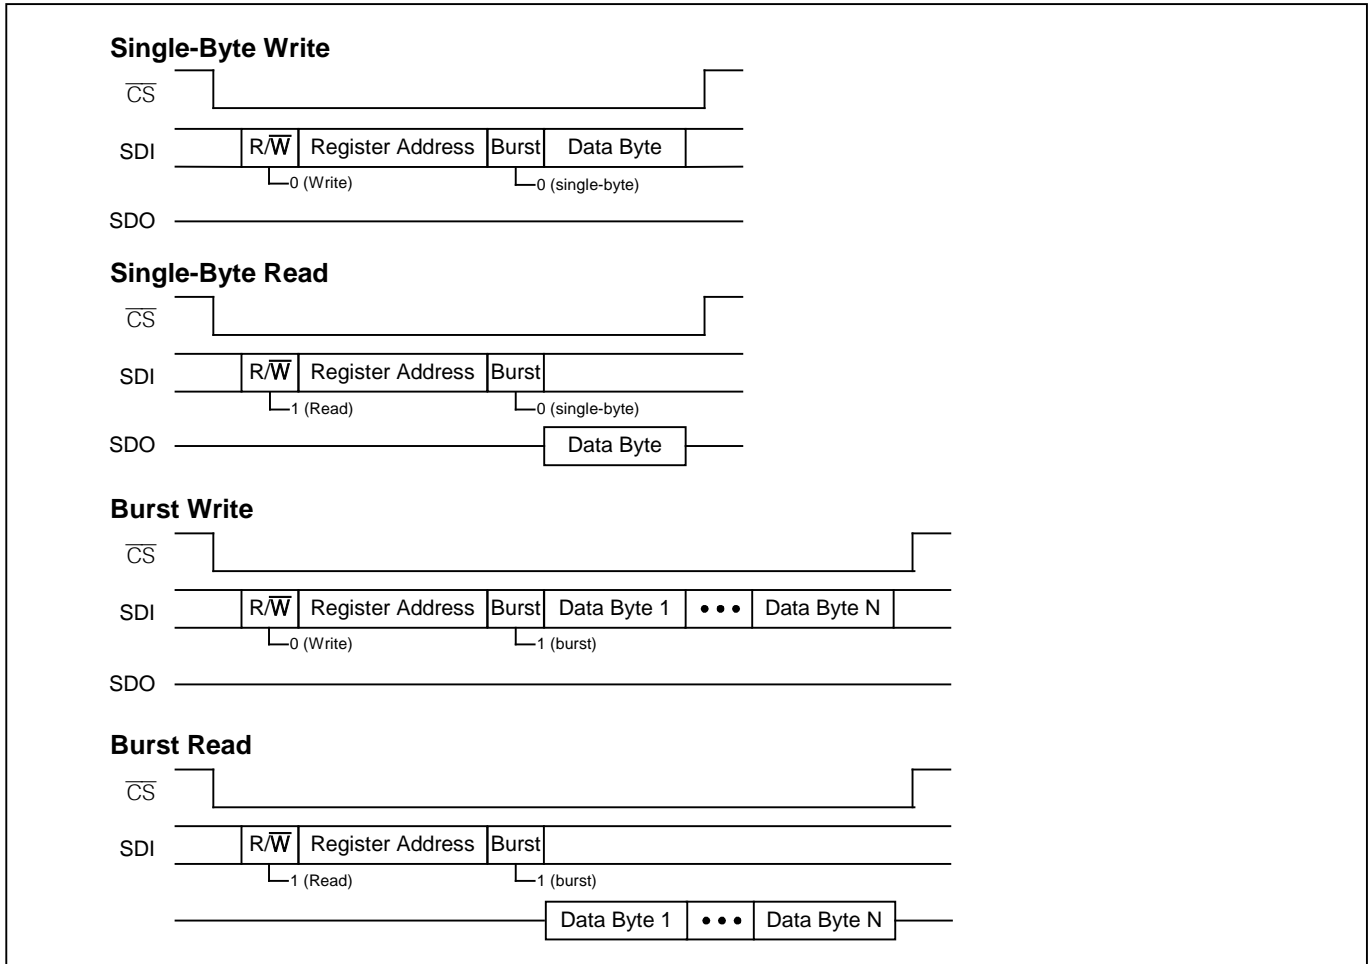 Single-Byte Write
CS
SDI R/W Register Address Burst Data Byte
0 (Write) 0 (single-byte)
SDO
Single-Byte Read
CS
SDI R/W Register Address Burst
1 (Read) 0 (single-byte)
SDO Data Byte
Burst Write
CS
SDI R/W Register Address Burst Data Byte 1 ••• Data Byte N
0 (Write) 1 (burst)
SDO
Burst Read
CS
SDI R/W Register Address Burst
1 (Read) 1 (burst)
Data Byte 1 ••• Data Byte N